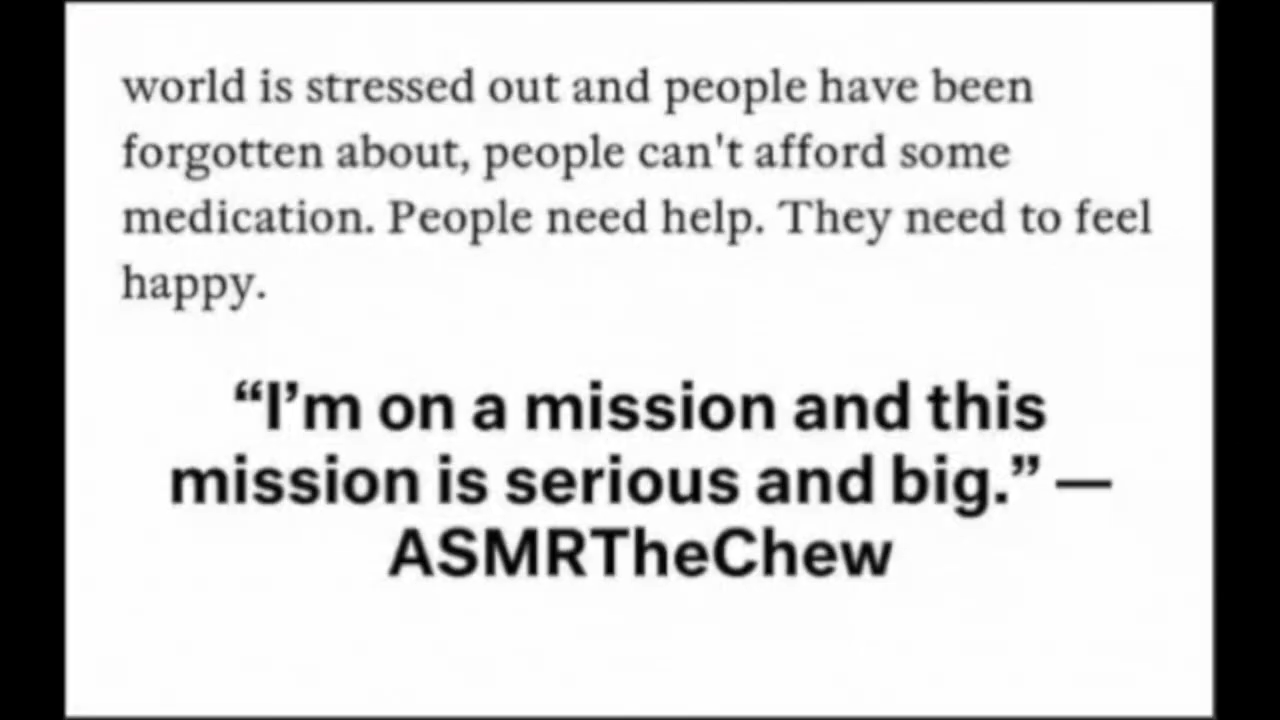 world is stressed out and people have been
forgotten about, people can't afford some
medication. People need help. They need to feel
happy.
“I’m on a mission and this
mission is serious and big.” —
ASMRTheChew